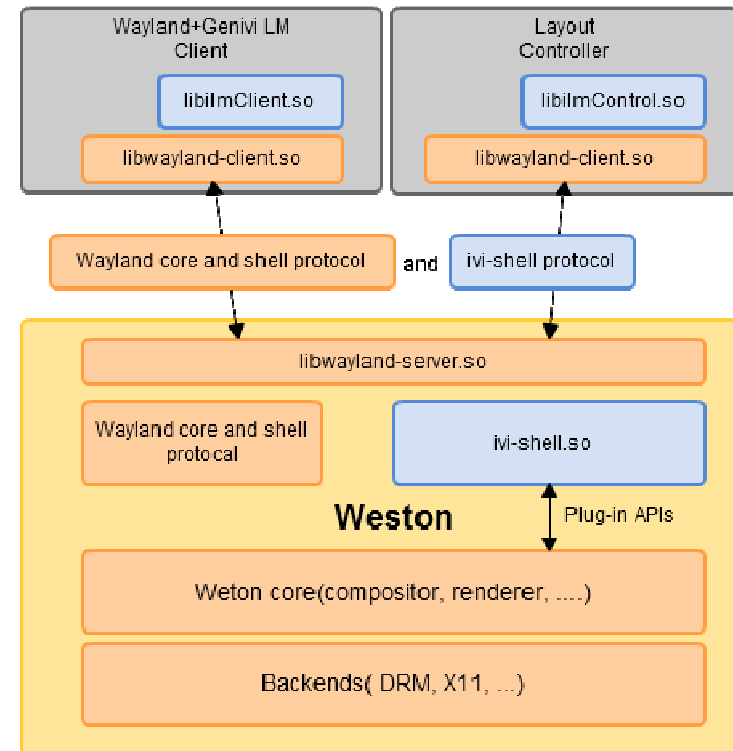 Wayland+Genivi LM
Client
libilmClient.so
libwayland-client.so
Layout
Controller
libilmControl.so
libwayland-client.so
Wayland core and shell protocol
and
ivi-shell protocol
libwayland-server.so
Wayland core and shell
protocal
ivi-shell.so
Weston
Plug-in APIs
Weton core(compositor, renderer, ....)
Backends( DRM, X11, ...)